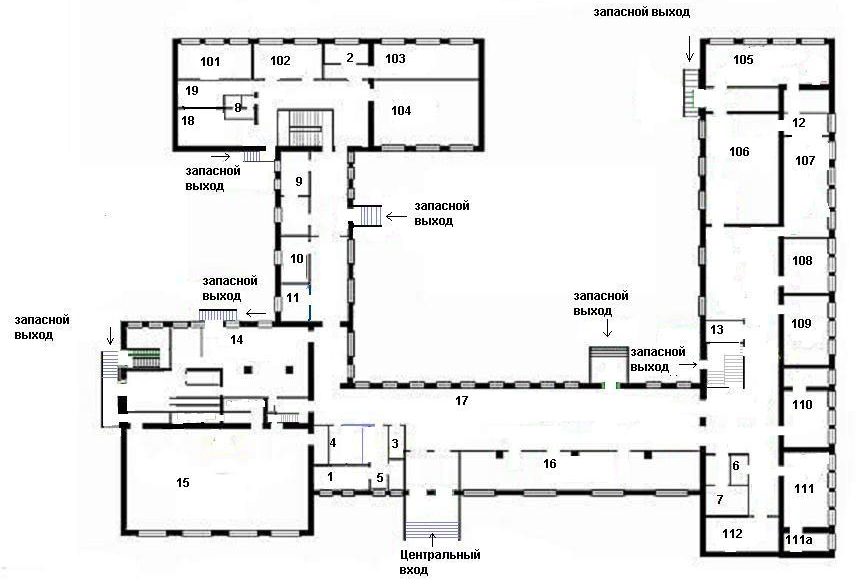 запасной выход
101
102
2
103
105
19
8
104
18
12
106
107
запасной
выход
9
запасной
выход
10
108
запасной
выход
11
запасной
выход
запасной
выход
14
13
109
запасной
выход
17
110
4
3
16
6
15
1
5
7
111
112
111а
Центральный
вход